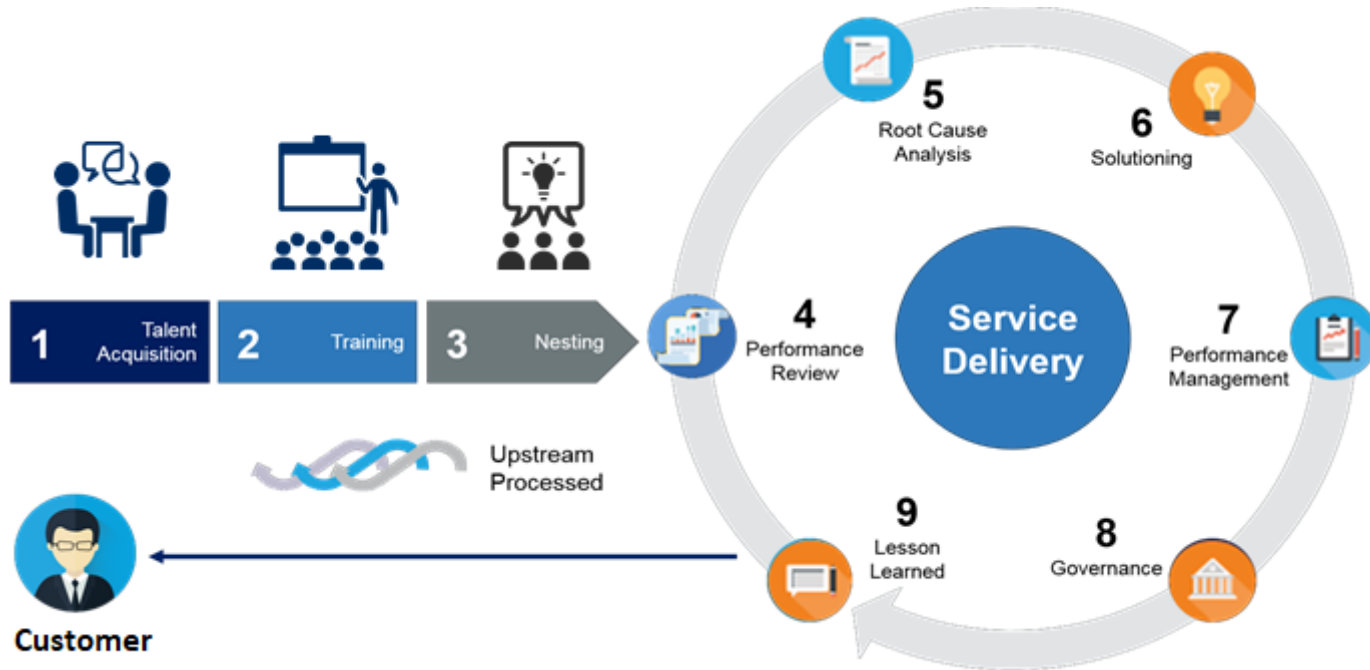 1
Talent
Acquisition
2
Training
3
Nesting
4
Performance
Review
5
Root Cause
Analysis
6
Solutioning
7
Performance
Management
8
Governance
9
Lesson
Learned
Service
Delivery
Upstream
Processed
Customer